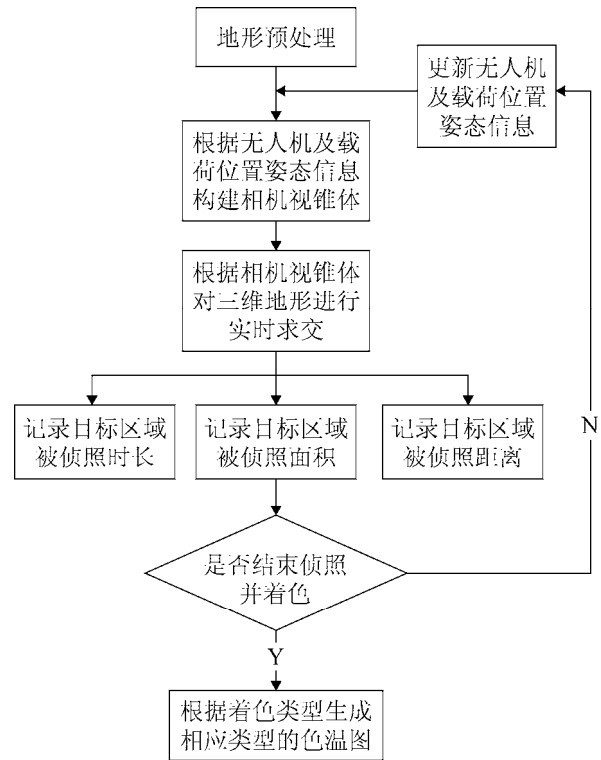 地形预处理
更新无人机
及载荷位置
姿态信息
根据无人机及载
荷位置姿态信息
构建相机视锥体
根据相机视锥体
对三维地形进行
实时求交
记录目标区域
被侦照时长
记录目标区域
被侦照面积
记录目标区域
被侦照距离
N
是否结束侦照
并着色
Y
根据着色类型生成
相应类型的色温图